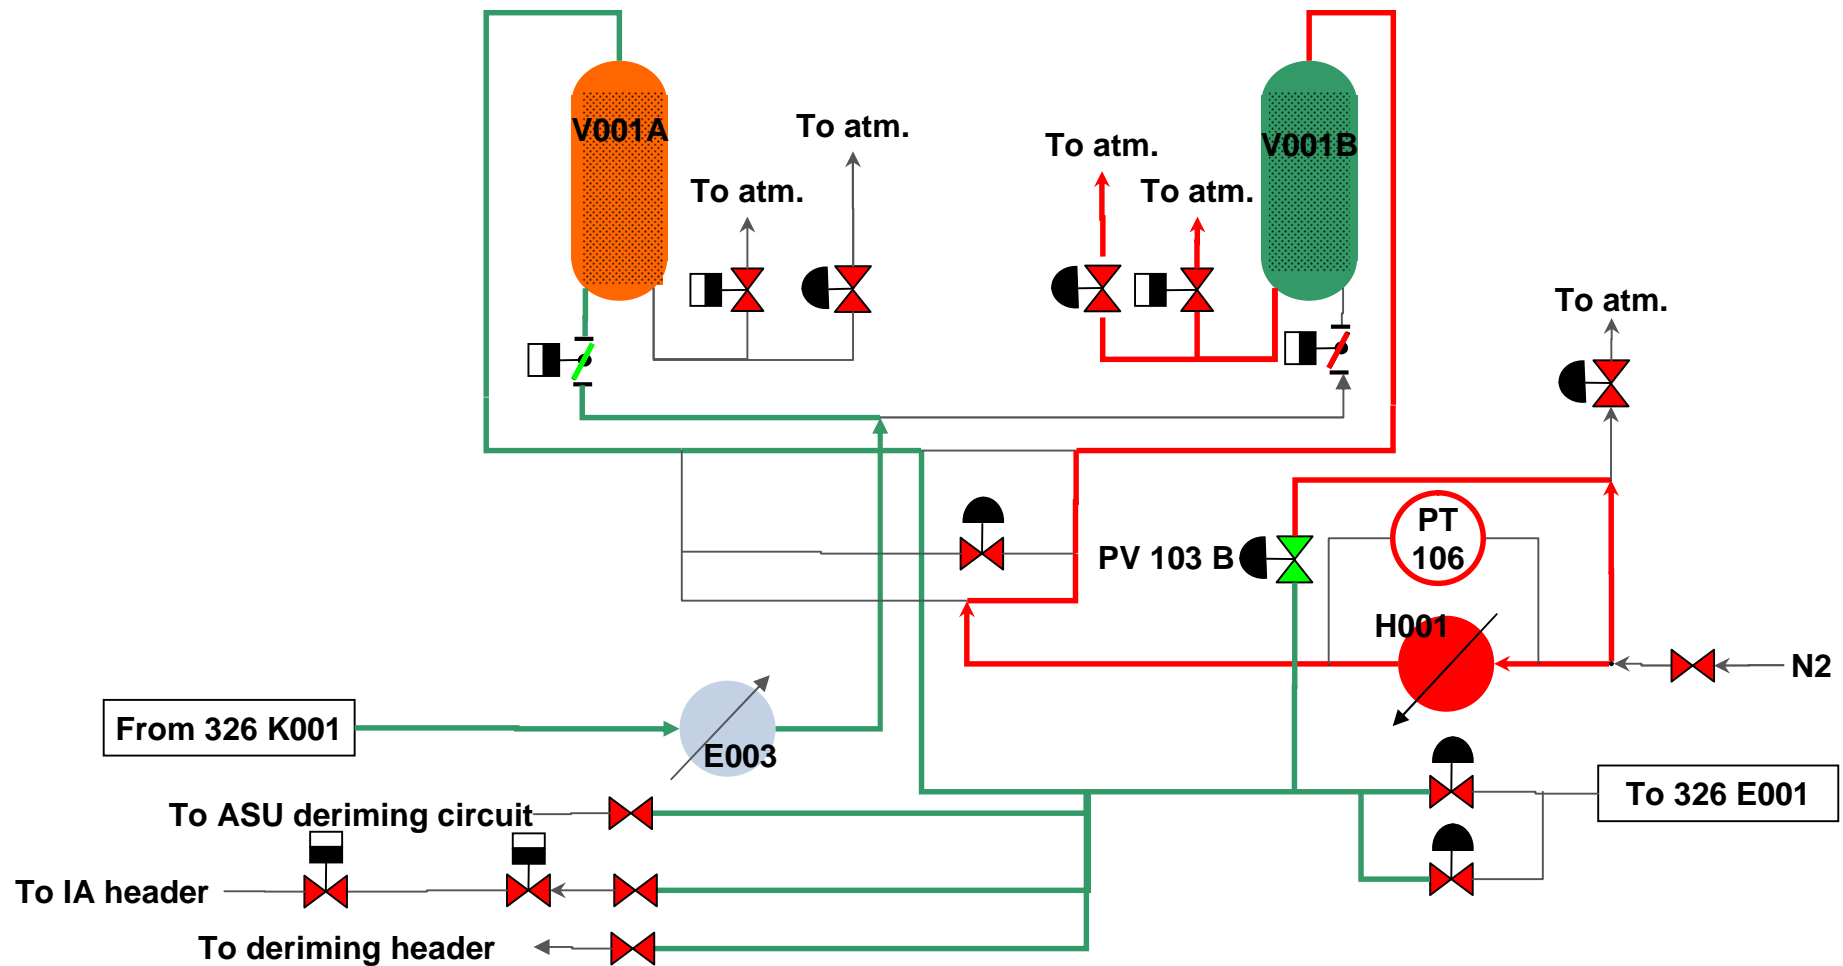 V001A
To atm.
V001B
To atm.
To atm.
To atm.
To atm.
PT
106
PV 103 B
H001
N2
From 326 K001
E003
To 326 E001
To ASU deriming circuit
To IA header
To deriming header